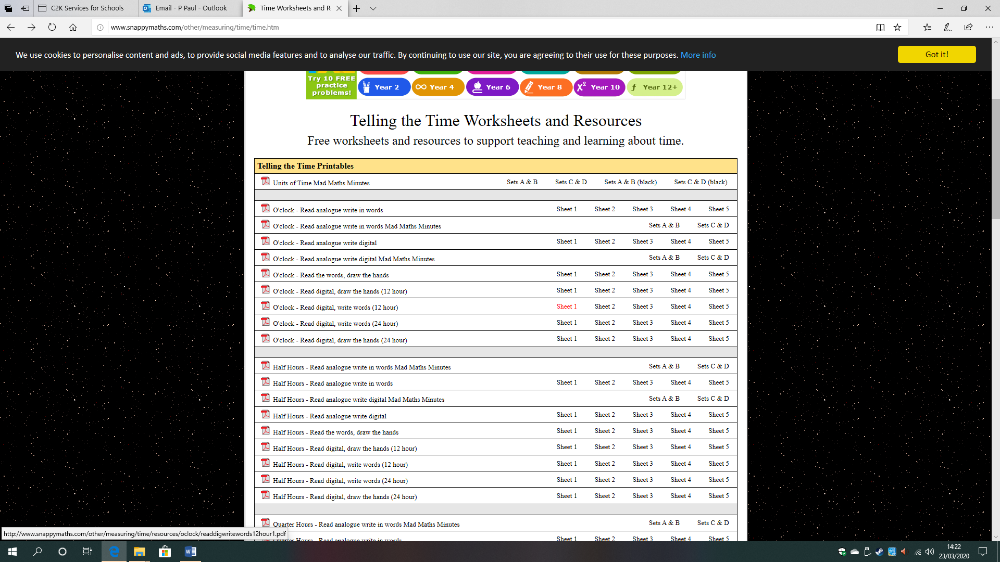 C2K Services for Schools
Email - P Paul - Outlook
Time Worksheets and R
www.snappymaths.com/other/measuring/time/time.htm
We use cookies to personalise content and ads, to provide social media features and to analyse our traffic. By continuing to use our site, you are agreeing to their use for these purposes. More info
Got it!
Try 10 FREE
practice
problems!
Year 2
Year 4
Year 6
Year 8
X² Year 10
f Year 12+
Telling the Time Worksheets and Resources
Free worksheets and resources to support teaching and learning about time.
Telling the Time Printables
Units of Time Mad Maths Minutes Sets A & B Sets C & D Sets A & B (black) Sets C & D (black)
O'clock - Read analogue write in words Sheet 1 Sheet 2 Sheet 3 Sheet 4 Sheet 5
O'clock - Read analogue write in words Mad Maths Minutes Sets A & B Sets C & D
O'clock - Read analogue write digital Sheet 1 Sheet 2 Sheet 3 Sheet 4 Sheet 5
O'clock - Read analogue write digital Mad Maths Minutes Sets A & B Sets C & D
O'clock - Read the words, draw the hands Sheet 1 Sheet 2 Sheet 3 Sheet 4 Sheet 5
O'clock - Read digital, draw the hands (12 hour) Sheet 1 Sheet 2 Sheet 3 Sheet 4 Sheet 5
O'clock - Read digital, write words (12 hour) Sheet 1 Sheet 2 Sheet 3 Sheet 4 Sheet 5
O'clock - Read digital, write words (24 hour) Sheet 1 Sheet 2 Sheet 3 Sheet 4 Sheet 5
O'clock - Read digital, draw the hands (24 hour) Sheet 1 Sheet 2 Sheet 3 Sheet 4 Sheet 5
Half Hours - Read analogue write in words Mad Maths Minutes Sets A & B Sets C & D
Half Hours - Read analogue write in words Sheet 1 Sheet 2 Sheet 3 Sheet 4 Sheet 5
Half Hours - Read analogue write digital Mad Maths Minutes Sets A & B Sets C & D
Half Hours - Read analogue write digital Sheet 1 Sheet 2 Sheet 3 Sheet 4 Sheet 5
Half Hours - Read the words, draw the hands Sheet 1 Sheet 2 Sheet 3 Sheet 4 Sheet 5
Half Hours - Read digital, draw the hands (12 hour) Sheet 1 Sheet 2 Sheet 3 Sheet 4 Sheet 5
Half Hours - Read digital, write words (12 hour) Sheet 1 Sheet 2 Sheet 3 Sheet 4 Sheet 5
Half Hours - Read digital, write words (24 hour) Sheet 1 Sheet 2 Sheet 3 Sheet 4 Sheet 5
Half Hours - Read digital, draw the hands (24 hour) Sheet 1 Sheet 2 Sheet 3 Sheet 4 Sheet 5
Quarter Hours - Read analogue write in words Mad Maths Minutes Sets A & B Sets C & D
http://www.snappymaths.com/other/measuring/time/resources/oclock/readdigwritewords12hour1.pdf
Quarter Hours - Read analogue write in words Sheet 1 Sheet 2 Sheet 3 Sheet 4 Sheet 5
14:22
23/03/2020